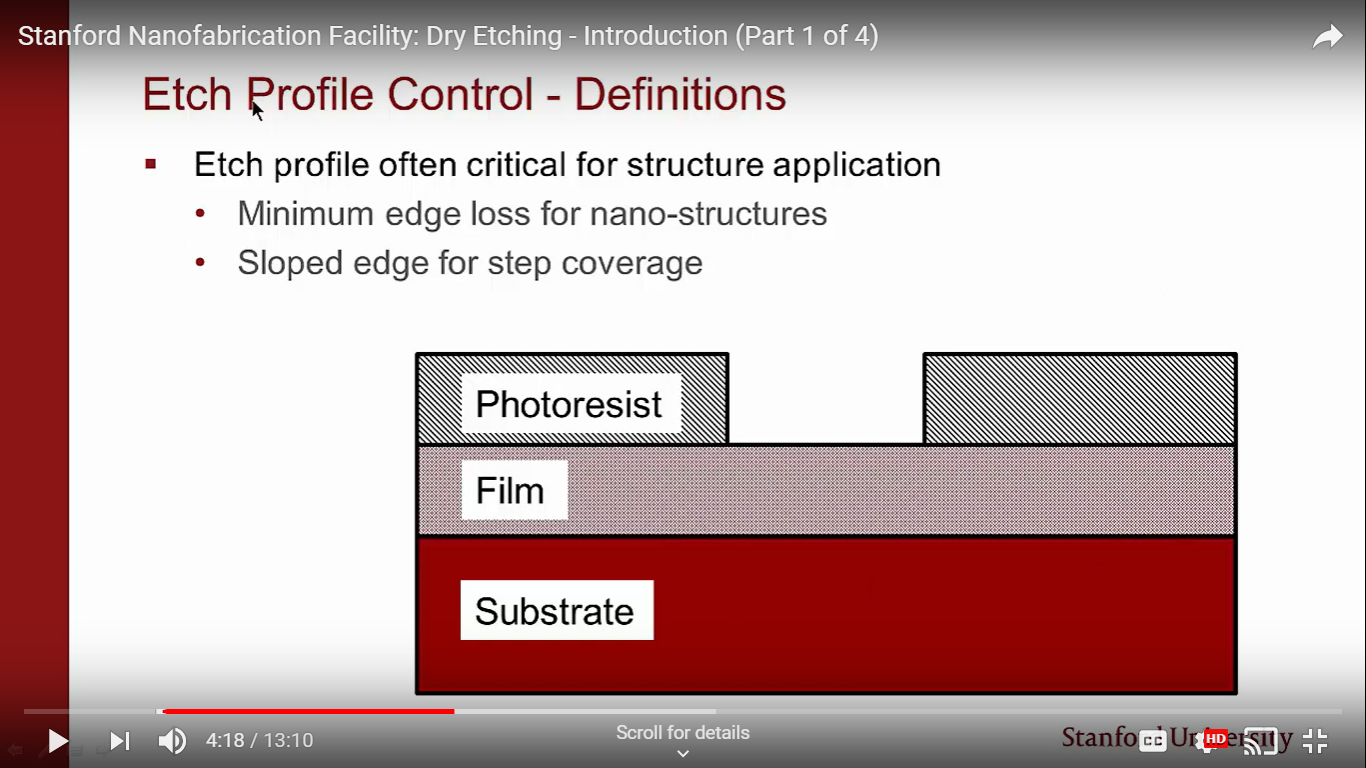 Stanford Nanofabrication Facility: Dry Etching - Introduction (Part 1 of 4)
Etch Profile Control - Definitions
Etch profile often critical for structure application
Minimum edge loss for nano-structures
Sloped edge for step coverage
Photoresist
Film
Substrate
4:18 / 13:10
Scroll for details
Stanford University
CC
HD